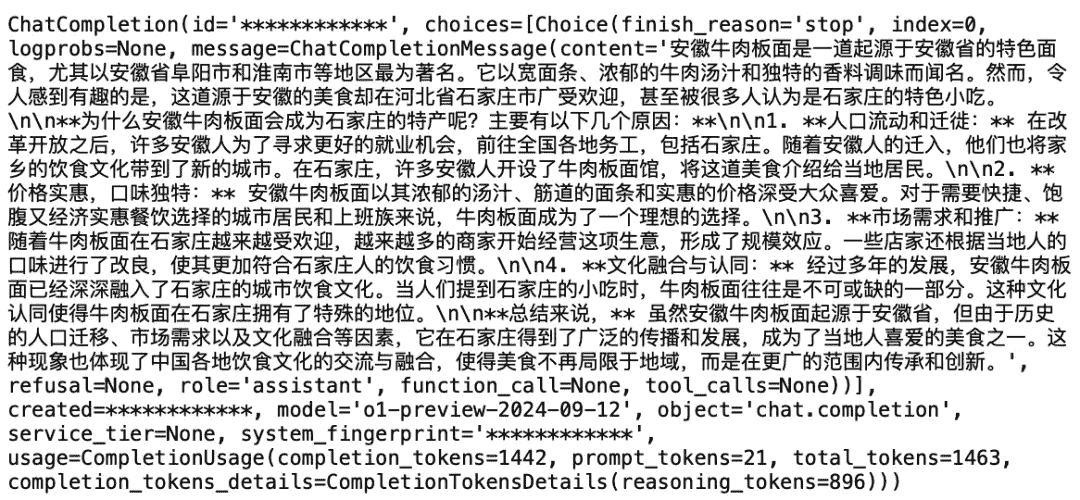 ChatCompletion(id='************', choices=[Choice(finish_reason='stop', index=0,
logprobs=None, message=ChatCompletionMessage(content='安徽牛肉板面是一道起源于安徽省的特色面
食，尤其以安徽省阜阳市和淮南市等地区最为著名。它以宽面条、浓郁的牛肉汤汁和独特的香料调味而闻名。然而，令
人感到有趣的是，这道源于安徽的美食却在河北省石家庄市广受欢迎，甚至被很多人认为是石家庄的特色小吃。
\n\n**为什么安徽牛肉板面会成为石家庄的特产呢？主要有以下几个原因：**\n\n1. **人口流动和迁徙：** 在改
革开放之后，许多安徽人为了寻求更好的就业机会，前往全国各地务工，包括石家庄。随着安徽人的迁入，他们也将家
乡的饮食文化带到了新的城市。在石家庄，许多安徽人开设了牛肉板面馆，将这道美食介绍给当地居民。\n\n2. **
价格实惠，口味独特：** 安徽牛肉板面以其浓郁的汤汁、筋道的面条和实惠的价格深受大众喜爱。对于需要快捷、饱
腹又经济实惠餐饮选择的城市居民和上班族来说，牛肉板面成为了一个理想的选择。\n\n3. **市场需求和推广：**
随着牛肉板面在石家庄越来越受欢迎，越来越多的商家开始经营这项生意，形成了规模效应。一些店家还根据当地人的
口味进行了改良，使其更加符合石家庄人的饮食习惯。\n\n4. **文化融合与认同：** 经过多年的发展，安徽牛肉板
面已经深深融入了石家庄的城市饮食文化。当人们提到石家庄的小吃时，牛肉板面往往是不可或缺的一部分。这种文化
认同使得牛肉板面在石家庄拥有了特殊的地位。\n\n**总结来说，** 虽然安徽牛肉板面起源于安徽省，但由于历史
的人口迁移、市场需求以及文化融合等因素，它在石家庄得到了广泛的传播和发展，成为了当地人喜爱的美食之一。这
种现象也体现了中国各地饮食文化的交流与融合，使得美食不再局限于地域，而是在更广的范围内传承和创新。',
refusal=None, role='assistant', function_call=None, tool_calls=None))],
created=************, model='o1-preview-2024-09-12', object='chat.completion',
service_tier=None, system_fingerprint='************',
usage=CompletionUsage(completion_tokens=1442, prompt_tokens=21, total_tokens=1463,
completion_tokens_details=CompletionTokensDetails(reasoning_tokens=896)))